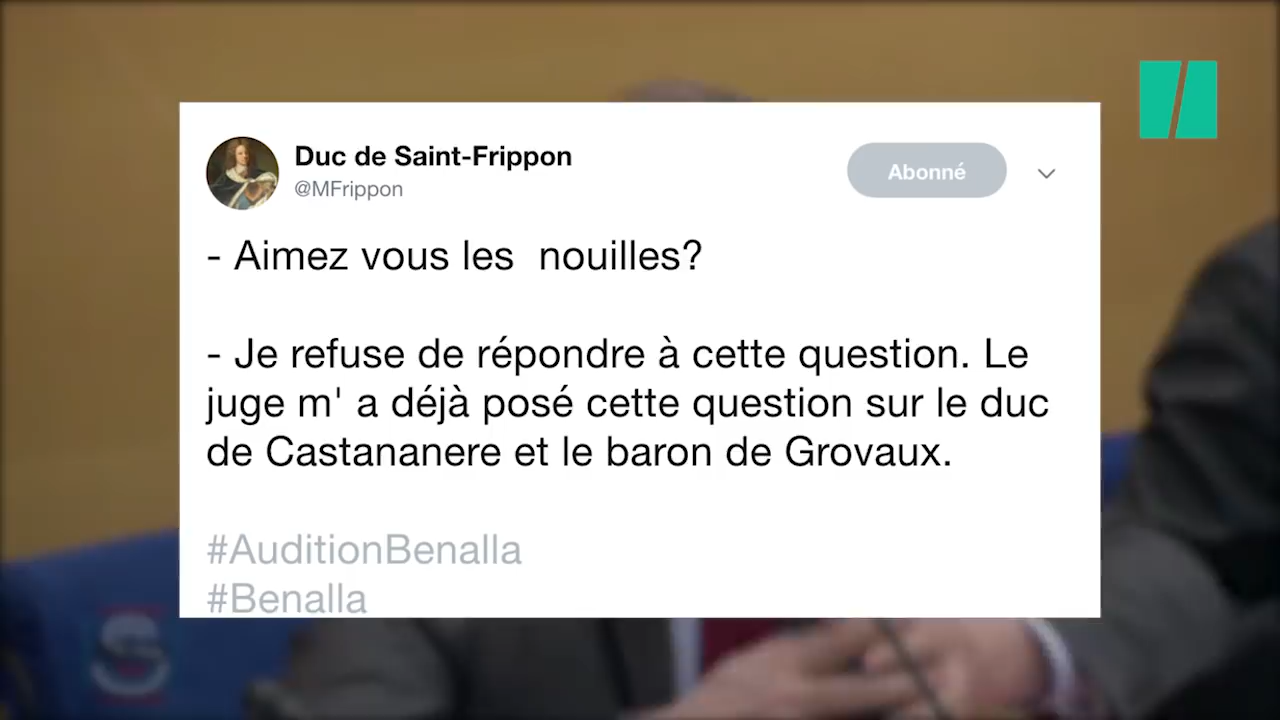 Duc de Saint-Frippon
@MFrippon
Abonné
- Aimez vous les  nouilles?
- Je refuse de répondre à cette question. Le
juge m' a déjà posé cette question sur le duc
de Castananere et le baron de Grovaux.
#AuditionBenalla
#Benalla
S